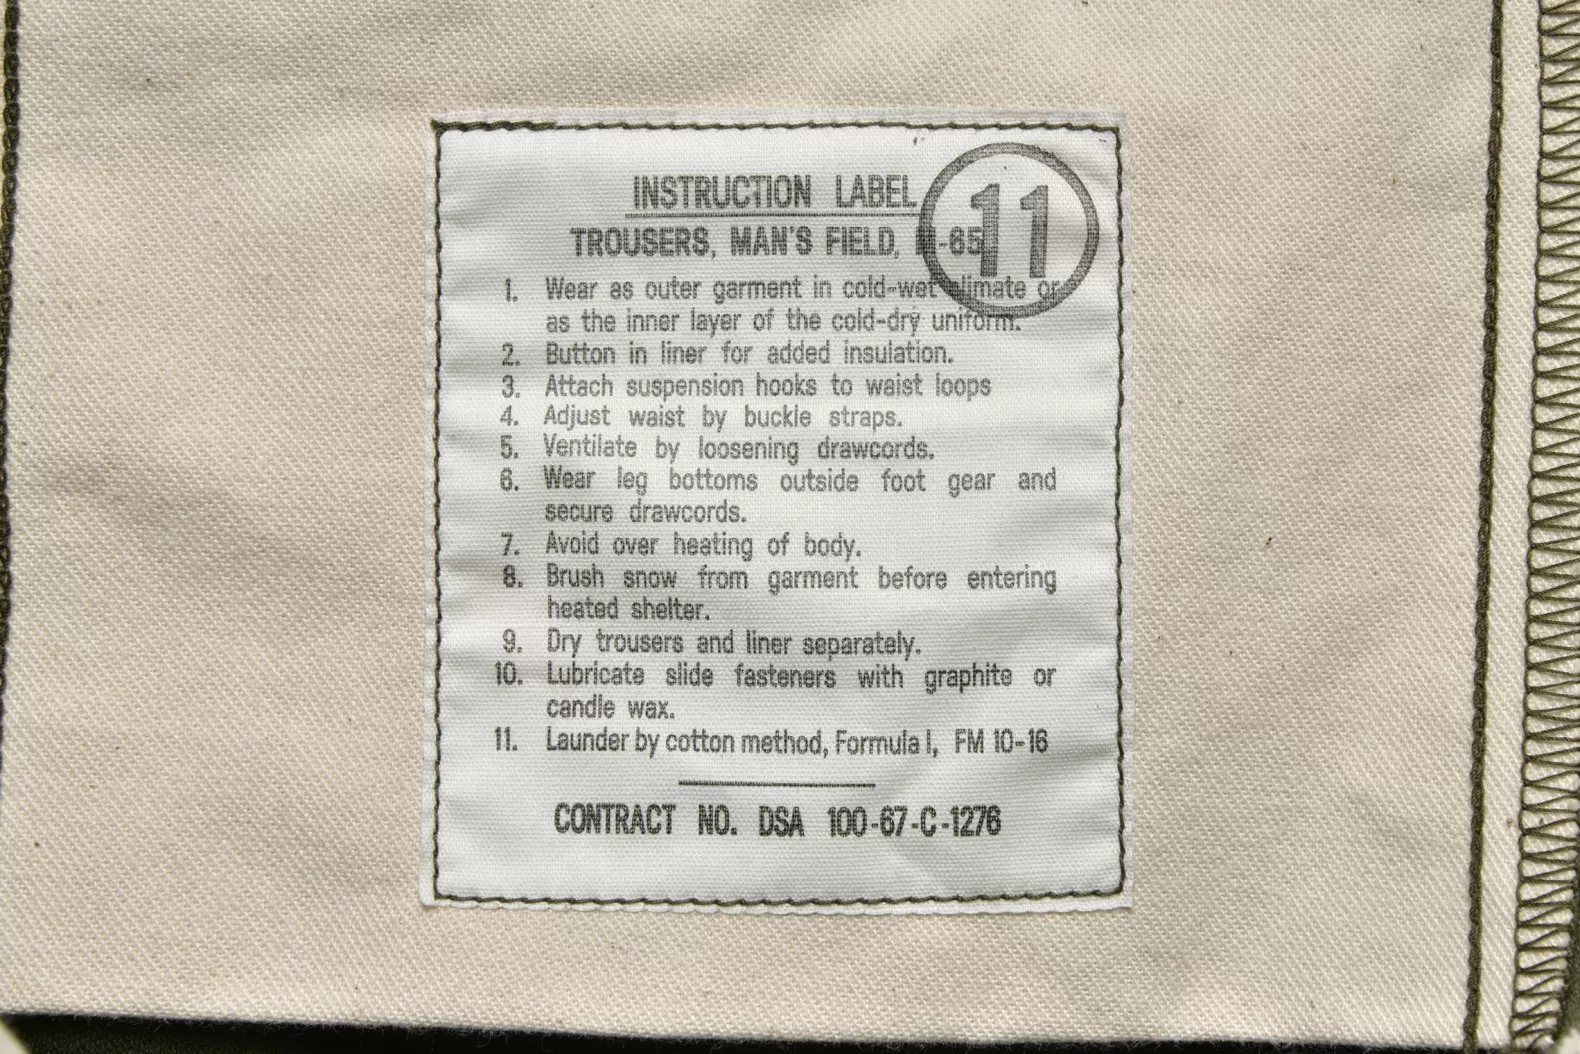 INSTRUCTION LABEL
11
TROUSERS, MAN'S FIELD, M-65
1. Wear as outer garment in cold-wet climate or
as the inner layer of the cold-dry uniform.
2. Button in liner for added insulation.
3. Attach suspension hooks to waist loops
4. Adjust waist by buckle straps.
5. Ventilate by loosening drawcords.
6. Wear leg bottoms outside foot gear and
secure drawcords.
7. Avoid over heating of body.
8. Brush snow from garment before entering
heated shelter.
9. Dry trousers and liner separately.
10. Lubricate slide fasteners with graphite or
candle wax.
11. Launder by cotton method, Formula I, FM 10-16
CONTRACT NO. DSA 100-67-C-1276